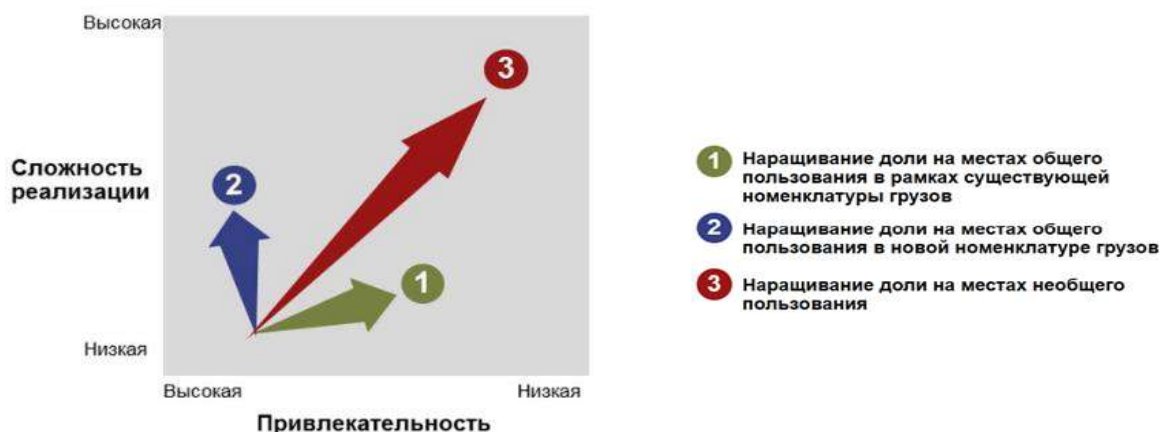 Высокая
3
Сложность
реализации
2
1
Низкая
Высокая
Низкая
Привлекательность
1
Наращивание доли на местах общего
пользования в рамках существующей
номенклатуры грузов
2
Наращивание доли на местах общего
пользования в новой номенклатуре грузов
3
Наращивание доли на местах необщего
пользования